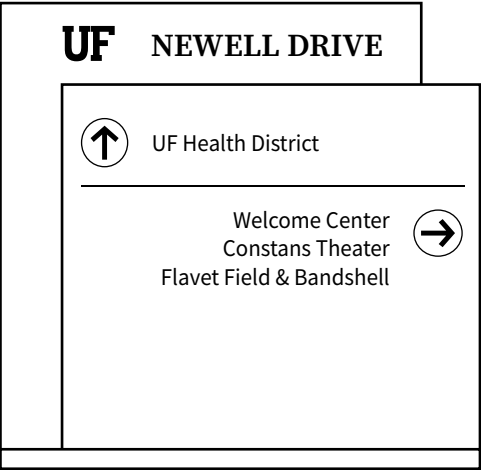 UF NEWELL DRIVE
UF Health District
Welcome Center
Constans Theater
Flavet Field & Bandshell